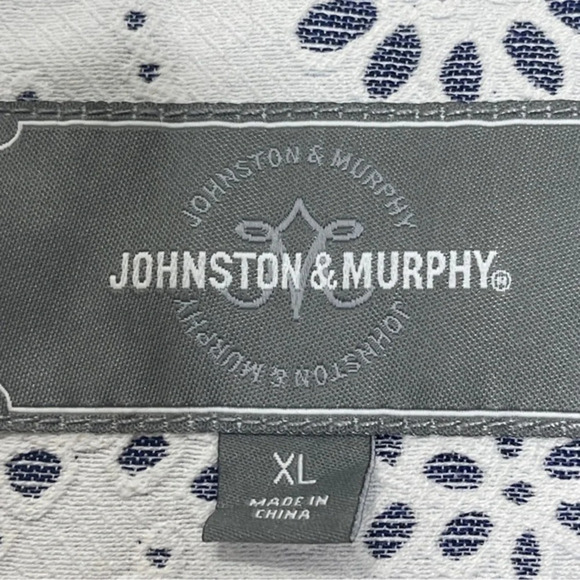 JOHNSTON & MURPHY
JOHNSTON & MURPHY®
JOHNSTON & MURPHY
XL
MADE IN
CHINA